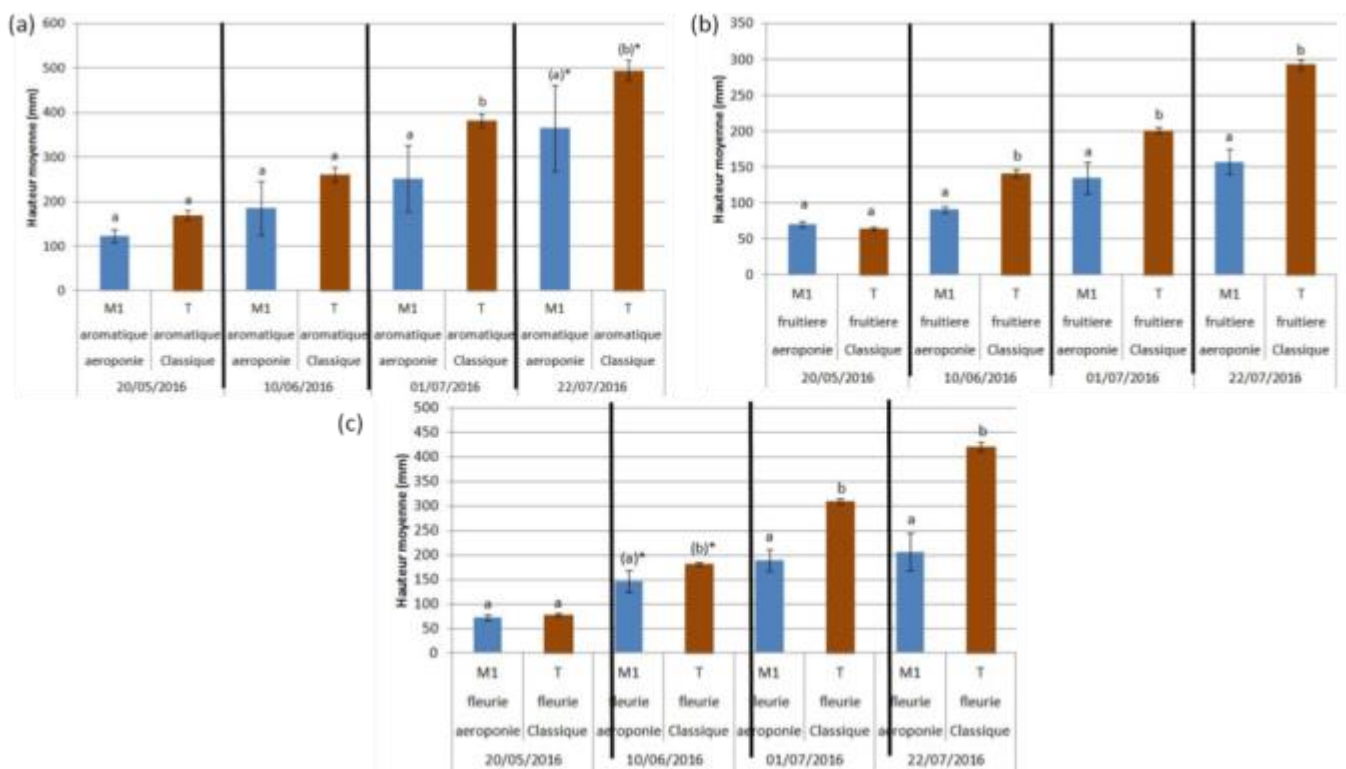 (a)
Hauteur moyenne (mm)
600
500
400
300
200
100
0
a a a a a b (a)* (b)*
M1 T M1 T M1 T M1 T
aromatique aromatique aromatique aromatique aromatique aromatique aromatique aromatique
aeroponie Classique aeroponie Classique aeroponie Classique aeroponie Classique
20/05/2016 10/06/2016 01/07/2016 22/07/2016
(b)
Hauteur moyenne (mm)
350
300
250
200
150
100
50
0
a a a b a b a b
M1 T M1 T M1 T M1 T
fruitiere fruitiere fruitiere fruitiere fruitiere fruitiere fruitiere fruitiere
aeroponie Classique aeroponie Classique aeroponie Classique aeroponie Classique
20/05/2016 10/06/2016 01/07/2016 22/07/2016
(c)
Hauteur moyenne (mm)
500
450
400
350
300
250
200
150
100
50
0
a a (a)* (b)* a b a b
M1 T M1 T M1 T M1 T
fleurie fleurie fleurie fleurie fleurie fleurie fleurie fleurie
aeroponie Classique aeroponie Classique aeroponie Classique aeroponie Classique
20/05/2016 10/06/2016 01/07/2016 22/07/2016